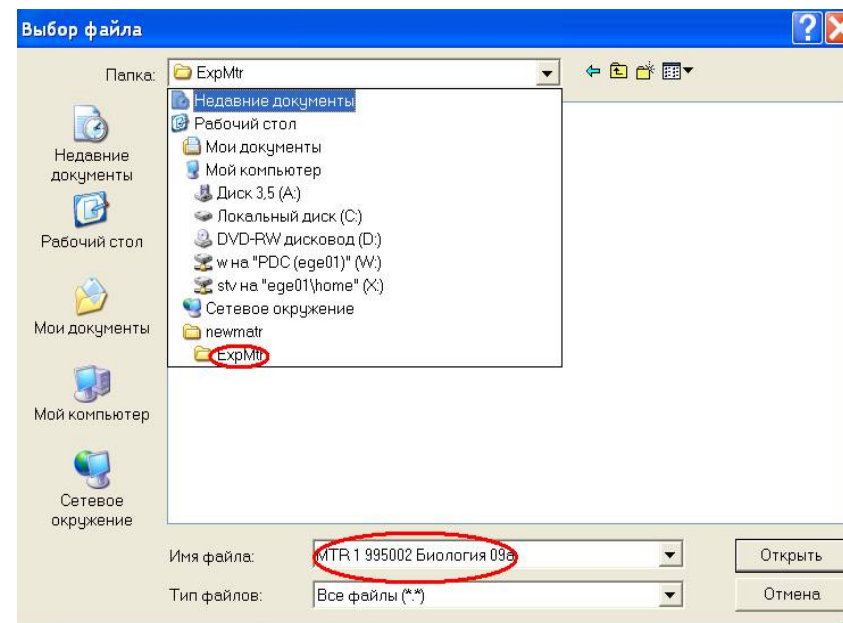 Выбор файла
Папка:
ExpMtr
Недавние документы
Рабочий стол
Мои документы
Мой компьютер
Диск 3,5 (A:)
Локальный диск (C:)
DVD-RW дисковод (D:)
w на "PDC (ege01)" (W:)
stv на "ege01\home" (X:)
Сетевое окружение
newmatr
ExpMtr
Недавние
документы
Рабочий стол
Мои документы
Мой компьютер
Сетевое
окружение
Имя файла:
MTR 1 995002 Биология 09а
Открыть
Тип файлов:
Все файлы (*.*)
Отмена